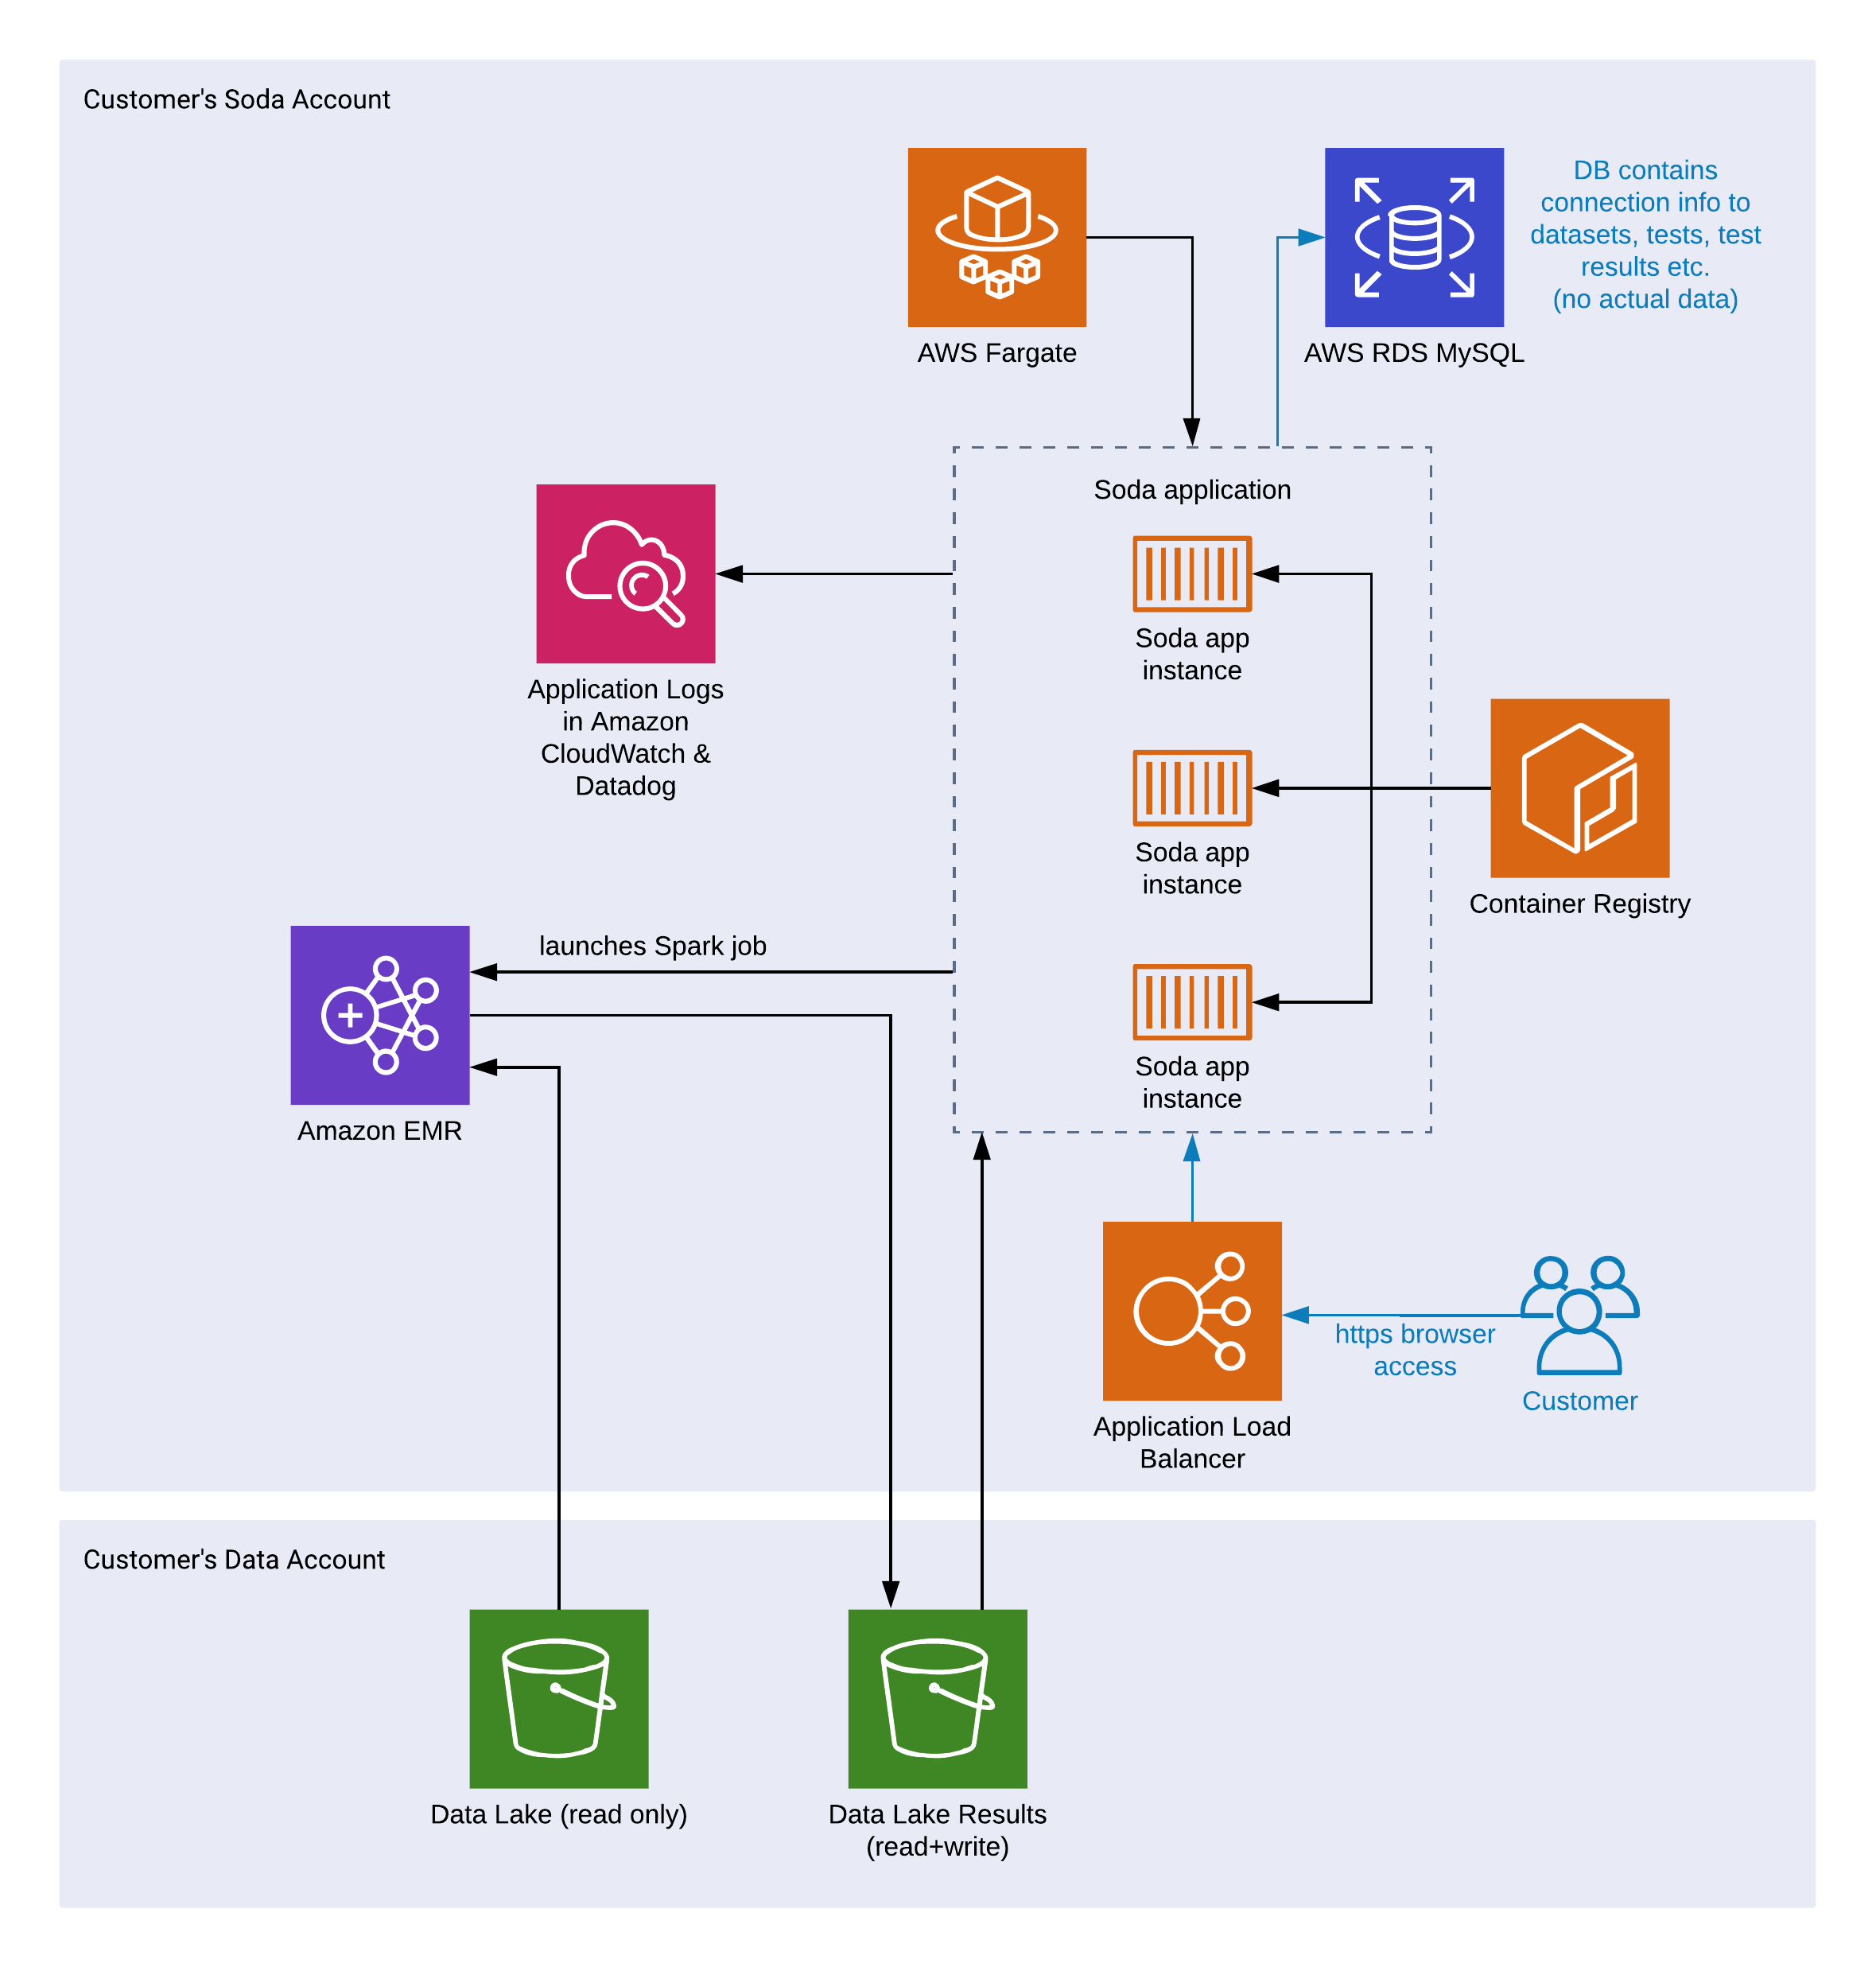 Customer's Soda Account
AWS Fargate
AWS RDS MySQL
DB contains
connection info to
datasets, tests, test
results etc.
(no actual data)
Soda application
Soda app
instance
Application Logs
in Amazon
CloudWatch &
Datadog
Soda app
instance
Container Registry
launches Spark job
Amazon EMR
Soda app
instance
https browser
access
Customer
Application Load
Balancer
Customer's Data Account
Data Lake (read only)
Data Lake Results
(read+write)